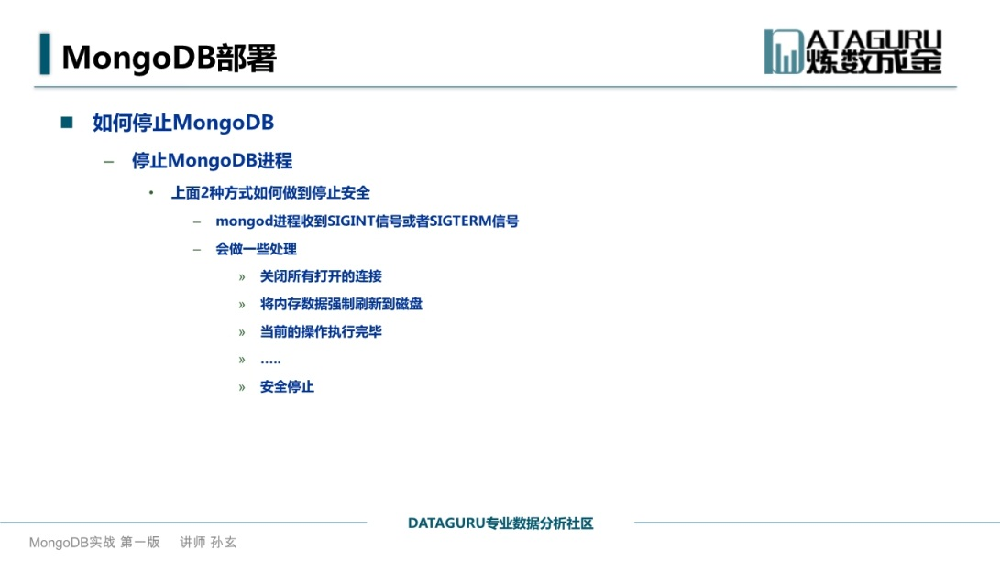 MongoDB部署
DATAGURU
炼数成金
■ 如何停止MongoDB
– 停止MongoDB进程
• 上面2种方式如何做到停止安全
– mongod进程收到SIGINT信号或者SIGTERM信号
– 会做一些处理
» 关闭所有打开的连接
» 将内存数据强制刷新到磁盘
» 当前的操作执行完毕
» …..
» 安全停止
DATAGURU专业数据分析社区
MongoDB实战 第一版 讲师 孙玄